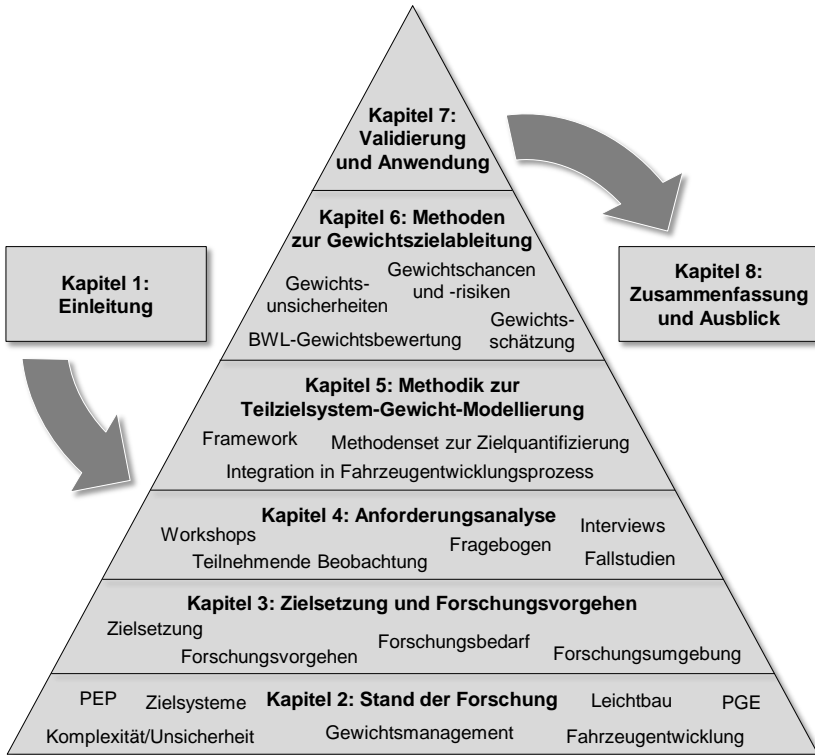 Kapitel 7:
Validierung
und Anwendung
Kapitel 6: Methoden
zur Gewichtszielableitung
Gewichts-
unsicherheiten
Gewichtschancen
und -risiken
BWL-Gewichtsbewertung
Gewichts-
schätzung
Kapitel 1:
Einleitung
Kapitel 8:
Zusammenfassung
und Ausblick
Kapitel 5: Methodik zur
Teilzielsystem-Gewicht-Modellierung
Framework
Methodenset zur Zielquantifizierung
Integration in Fahrzeugentwicklungsprozess
Kapitel 4: Anforderungsanalyse
Workshops
Teilnehmende Beobachtung
Fragebogen
Interviews
Fallstudien
Kapitel 3: Zielsetzung und Forschungsvorgehen
Zielsetzung
Forschungsvorgehen
Forschungsbedarf
Forschungsumgebung
Kapitel 2: Stand der Forschung
PEP
Zielsysteme
Leichtbau
PGE
Komplexität/Unsicherheit
Gewichtsmanagement
Fahrzeugentwicklung